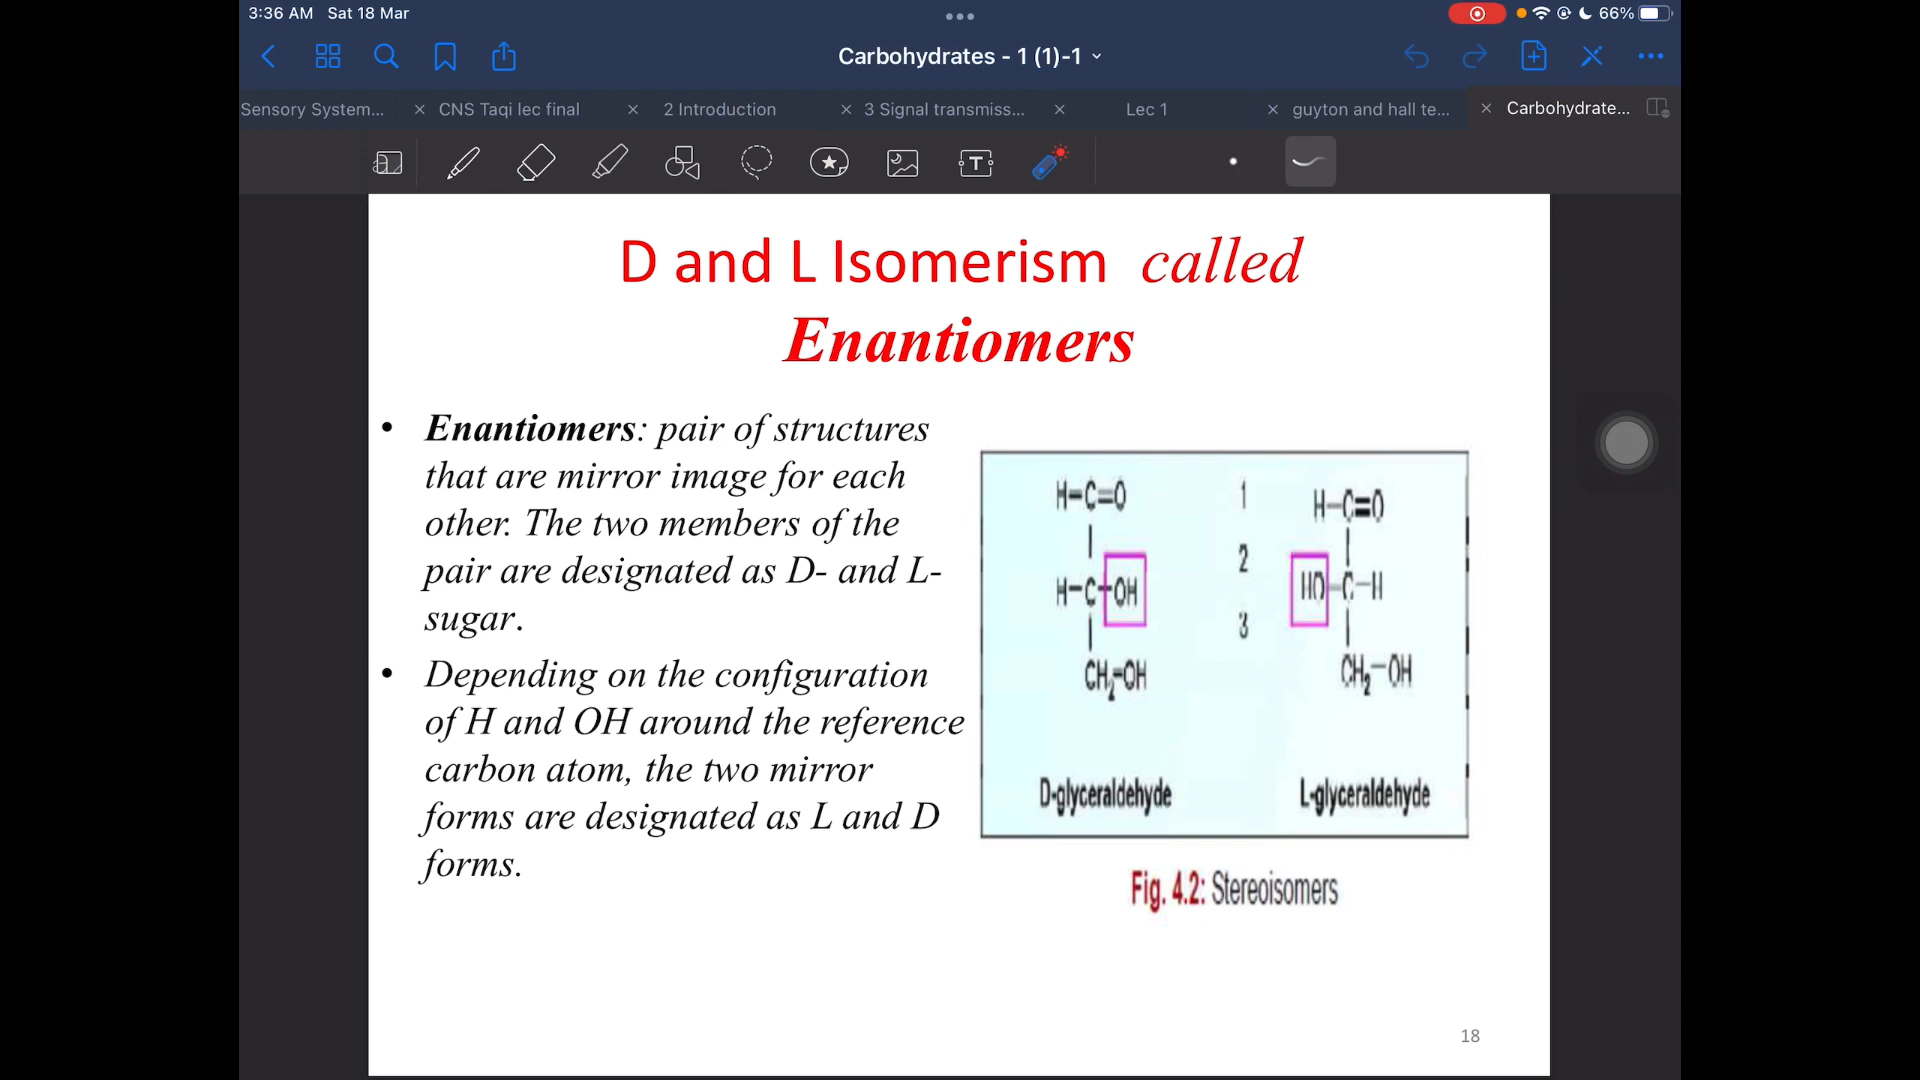 3:36 AM Sat 18 Mar
66%
Carbohydrates - 1 (1)-1
Sensory System...
CNS Taqi lec final
2 Introduction
3 Signal transmiss...
Lec 1
guyton and hall te...
Carbohydrate...
D and L Isomerism called
Enantiomers
• Enantiomers: pair of structures
that are mirror image for each
other. The two members of the
pair are designated as D- and L-
sugar.
• Depending on the configuration
of H and OH around the reference
carbon atom, the two mirror
forms are designated as L and D
forms.
H-C=O 1 H-C=O
H-C-OH 2 HO-C-H
3
CH2-OH CH2-OH
D-glyceraldehyde L-glyceraldehyde
Fig. 4.2: Stereoisomers
18